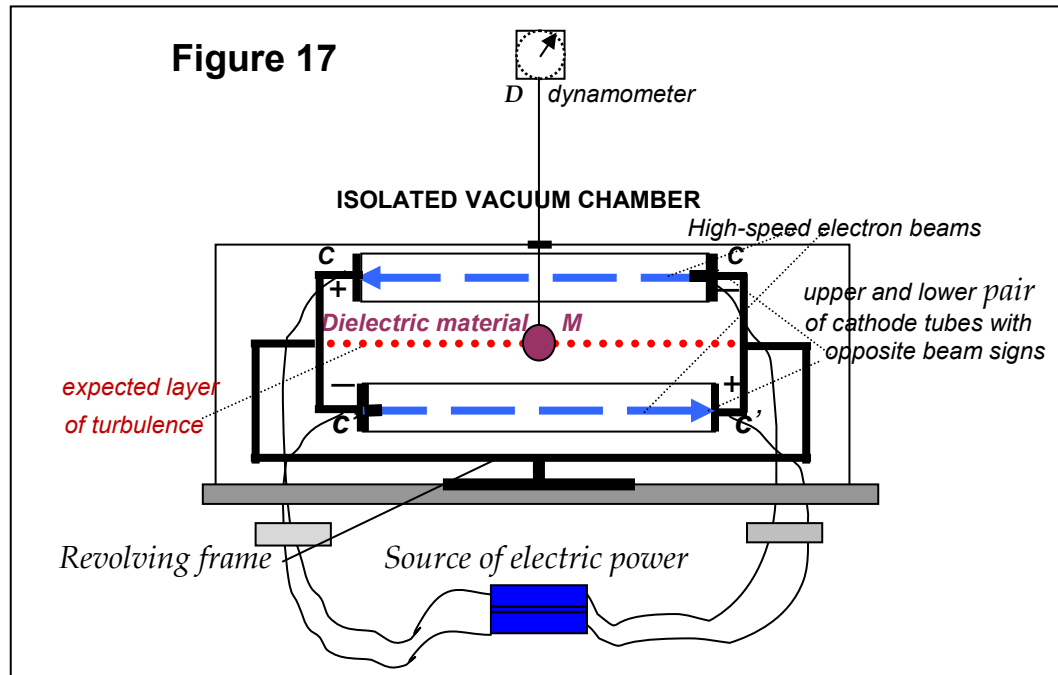 Figure 17
D dynamometer
ISOLATED VACUUM CHAMBER
High-speed electron beams
C
C
+
–
upper and lower pair
of cathode tubes with
opposite beam signs
Dielectric material M
expected layer
of turbulence
–
+
C'
C'
Revolving frame
Source of electric power